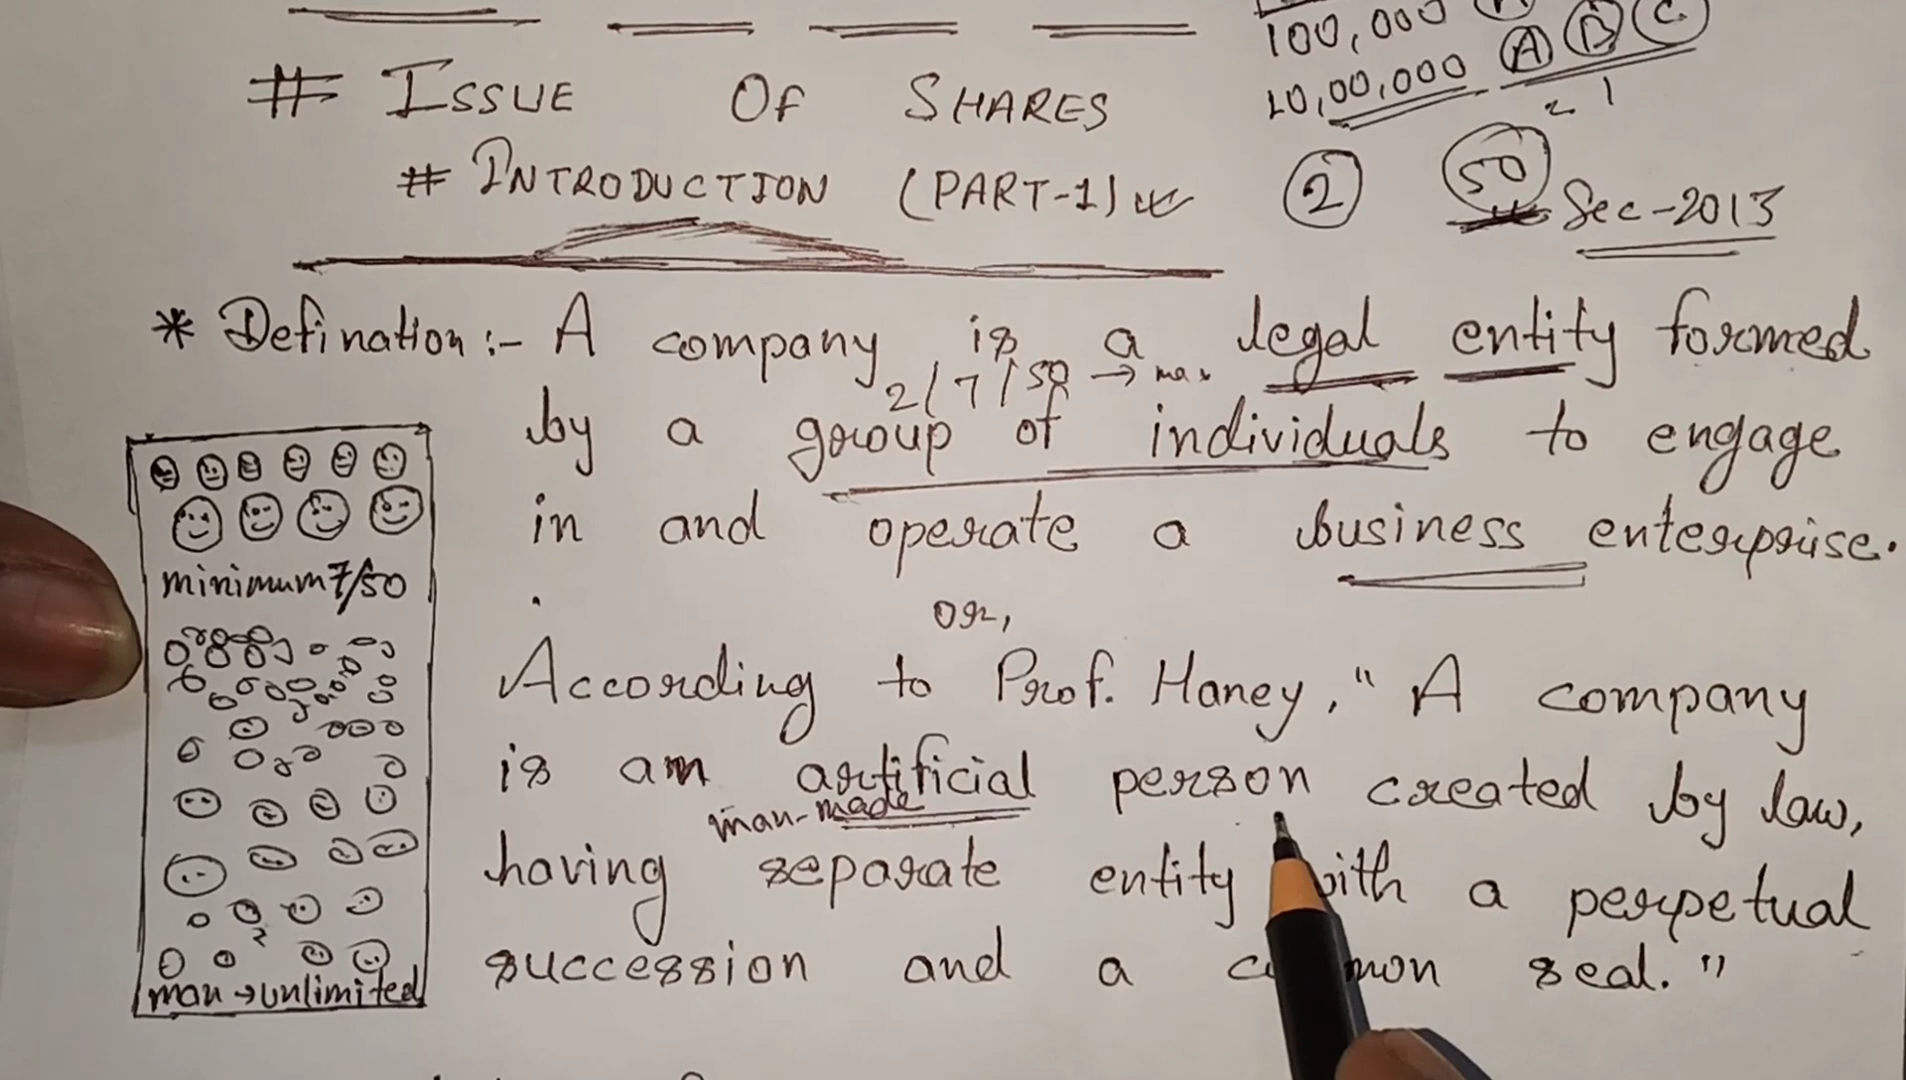 100,000 A
10,00,000 A B C
2 1
# ISSUE OF SHARES
# INTRODUCTION (PART-1)
2 50 Sec-2013
* Defination:- A company is a legal entity formed
2/7/50 → max
by a group of individuals to engage
in and operate a business enterprise.
or,
According to Prof. Haney, "A company
is an artificial person created by law,
man-made
having separate entity with a perpetual
succession and a common seal."
minimum 7/50
max → unlimited